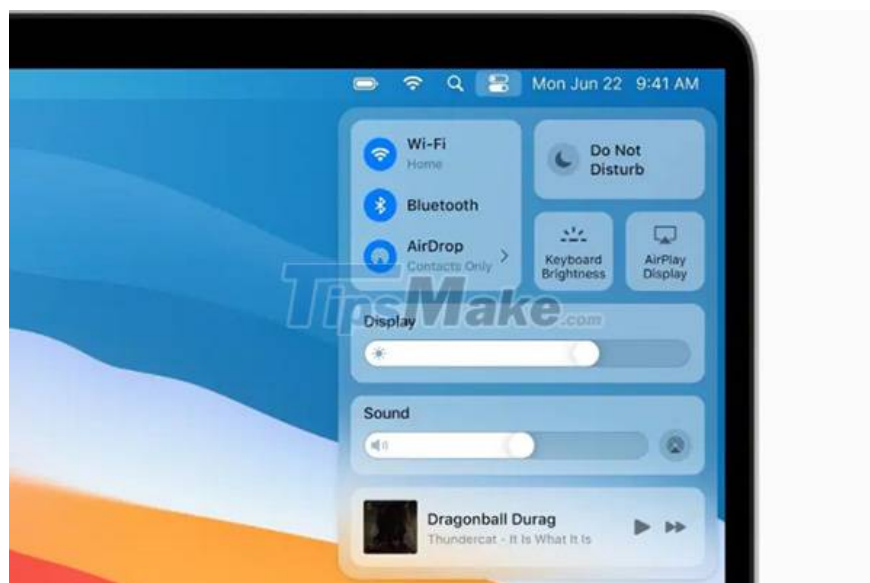 Mon Jun 22 9:41 AM
Wi-Fi
Home
Do Not
Disturb
Bluetooth
AirDrop
Contacts Only
Keyboard
Brightness
AirPlay
Display
TipsMake.com
Display
Sound
Dragonball Durag
Thundercat - It Is What It Is